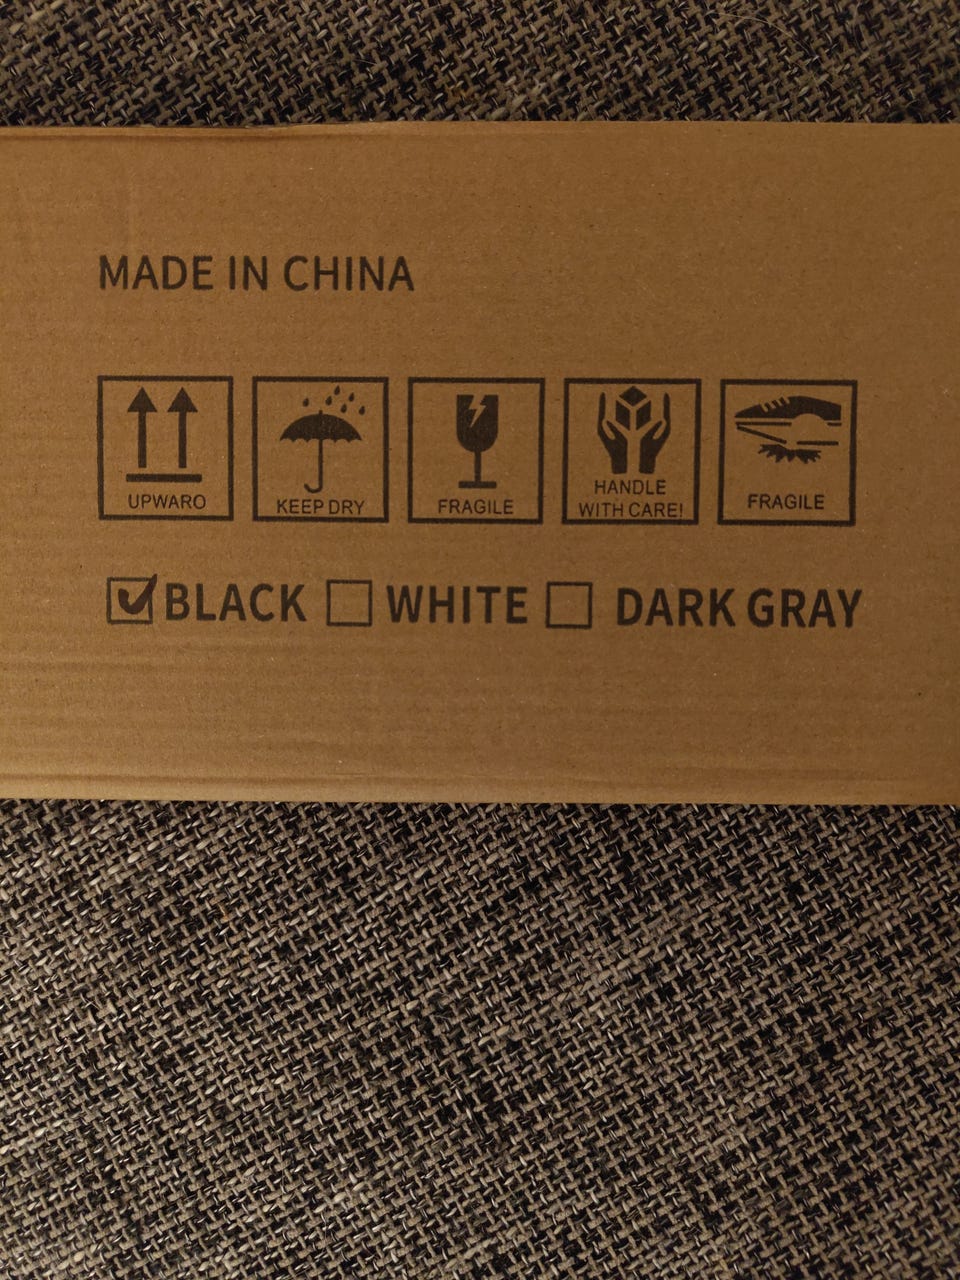 MADE IN CHINA
UPWARO KEEP DRY FRAGILE HANDLE WITH CARE! FRAGILE
BLACK WHITE DARK GRAY